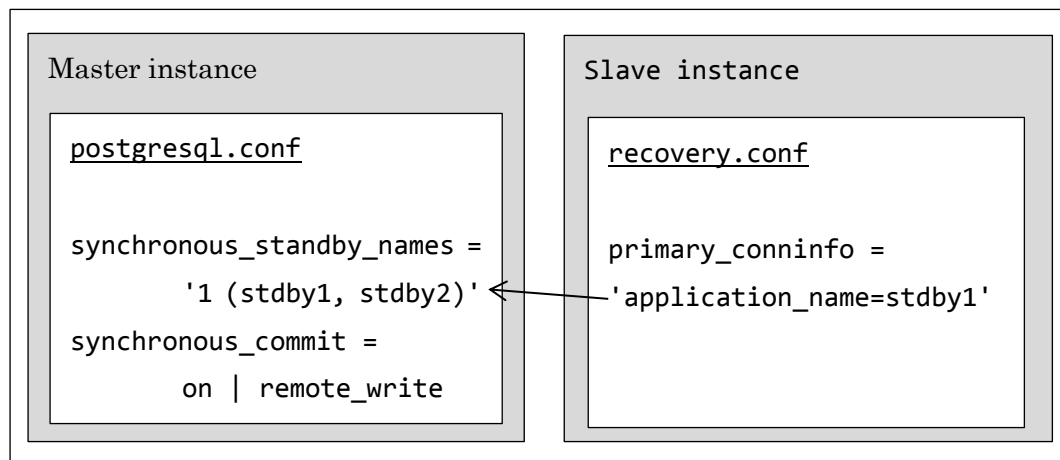 Master instance
postgresql.conf
synchronous_standby_names =
'1 (stdby1, stdby2)'
synchronous_commit =
on | remote_write
Slave instance
recovery.conf
primary_conninfo =
'application_name=stdby1'